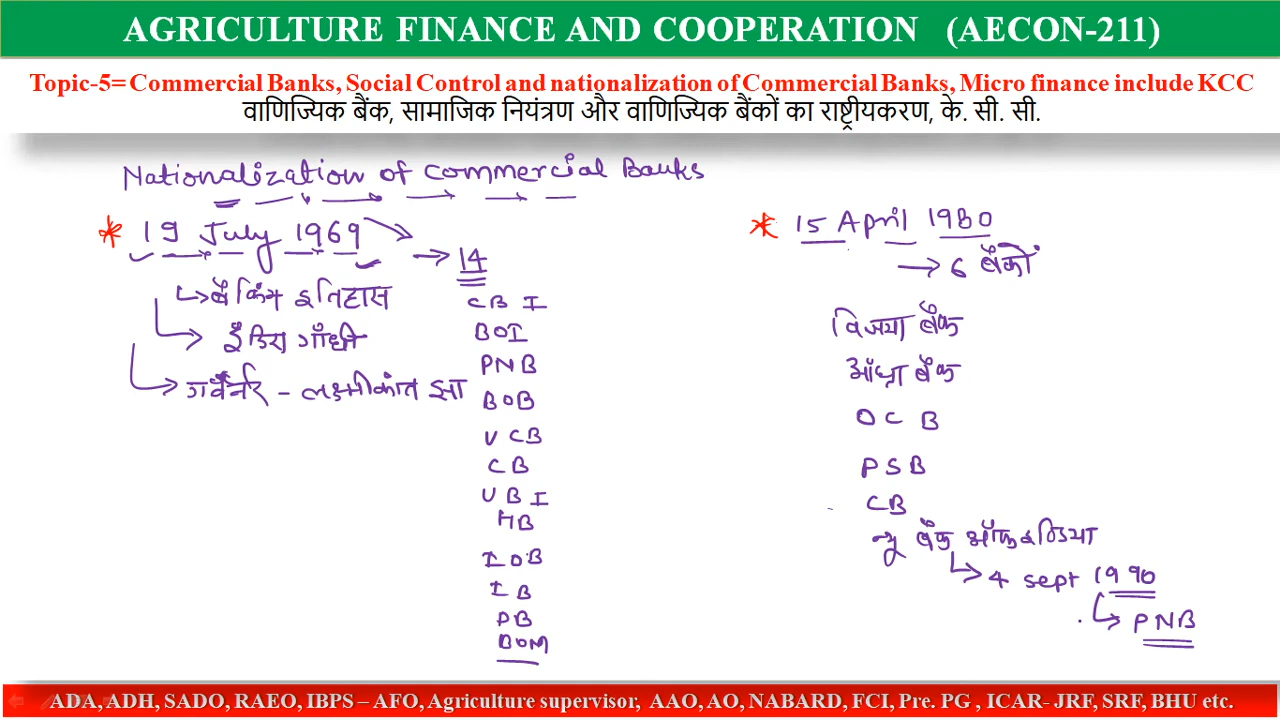 AGRICULTURE FINANCE AND COOPERATION (AECON-211)
Topic-5= Commercial Banks, Social Control and nationalization of Commercial Banks, Micro finance include KCC
वाणिज्यिक बैंक, सामाजिक नियंत्रण और वाणिज्यिक बैंकों का राष्ट्रीयकरण, के. सी. सी.
Nationalization of Commercial Banks
* 19 July 1969
→ 14
→ बैंकिंग इतिहास
→ इंदिरा गाँधी
→ गवर्नर - लक्ष्मीकांत झा
CBI
BOI
PNB
BOB
UCB
CB
UBI
IOB
IB
DB
BOM
* 15 April 1980
→ 6 बैंकों
विजया बैंक
आँध्रा बैंक
OCB
PSB
CB
न्यू बैंक ऑफ इण्डिया
→ 4 sept 1990
→ PNB
ADA, ADH, SADO, RAEO, IBPS – AFO, Agriculture supervisor, AAO, AO, NABARD, FCI, Pre. PG , ICAR- JRF, SRF, BHU etc.